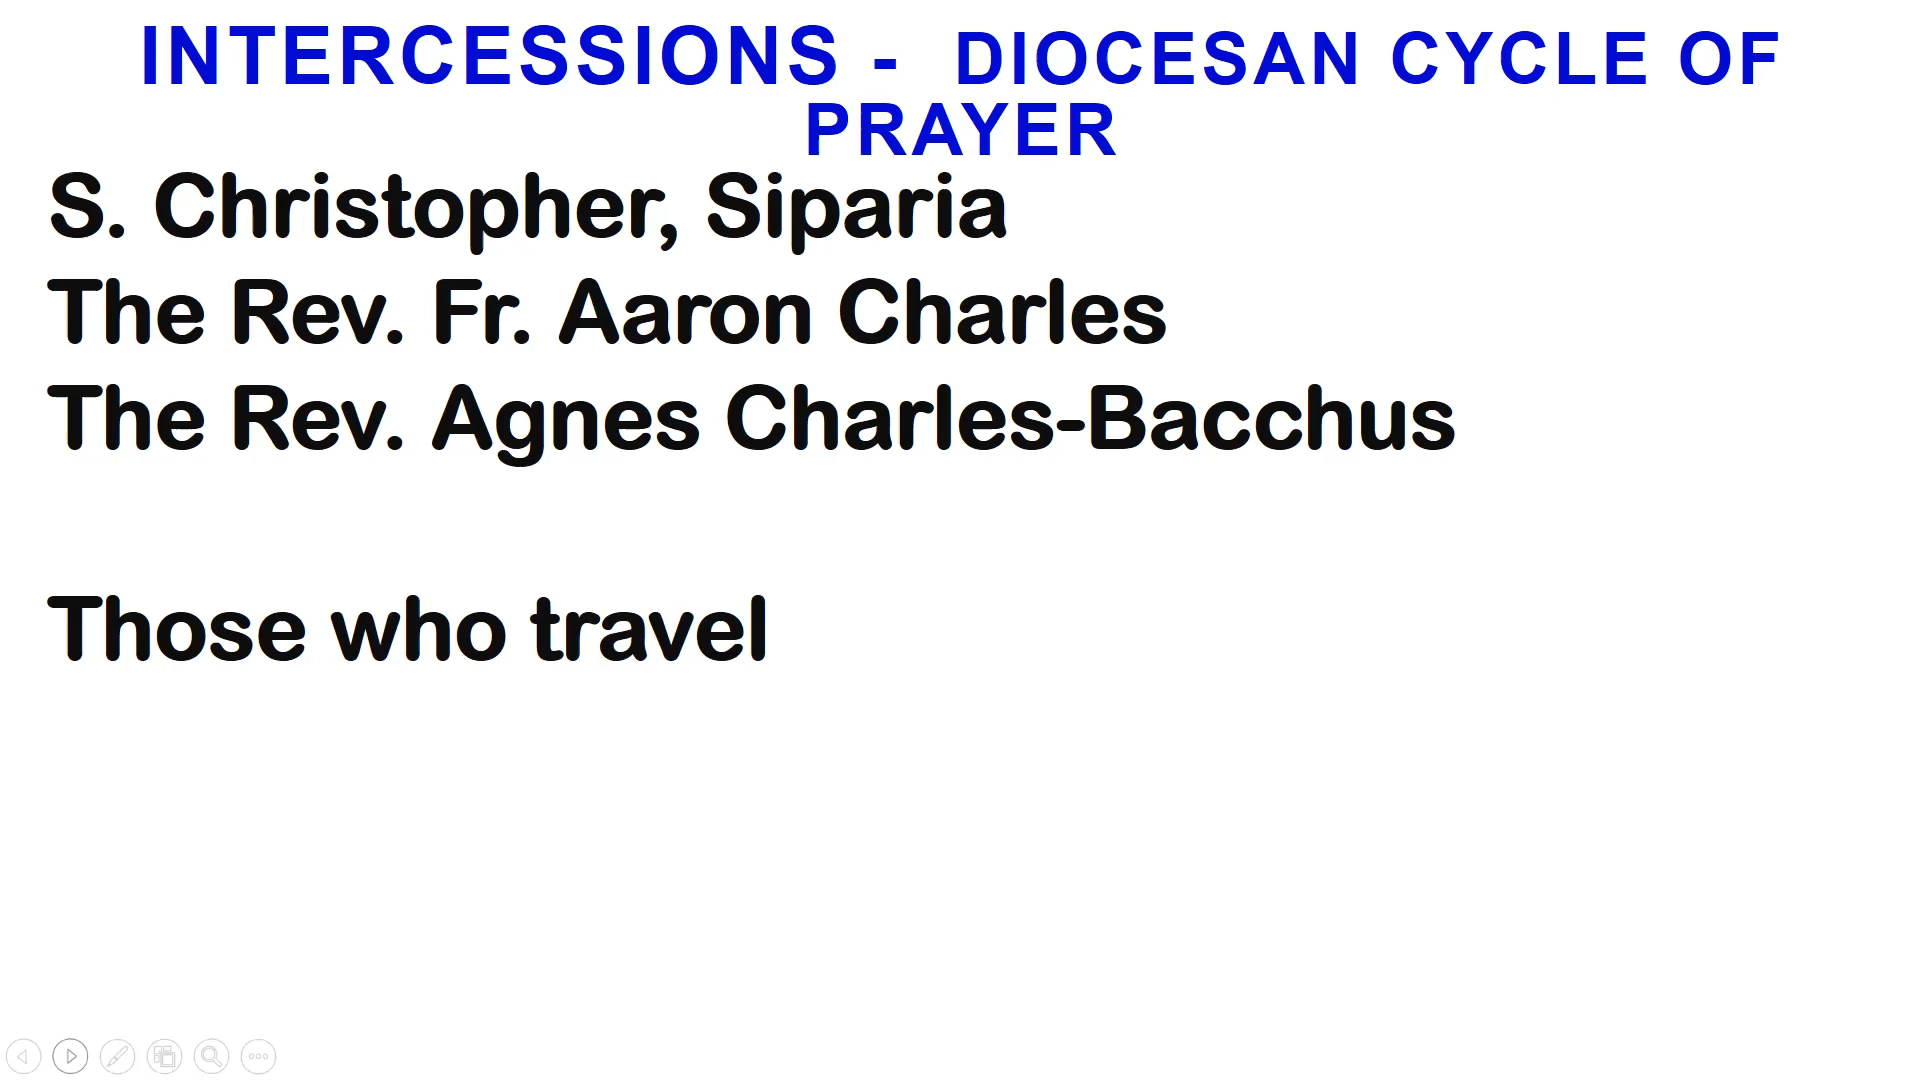 INTERCESSIONS - DIOCESAN CYCLE OF
PRAYER
S. Christopher, Siparia
The Rev. Fr. Aaron Charles
The Rev. Agnes Charles-Bacchus
Those who travel